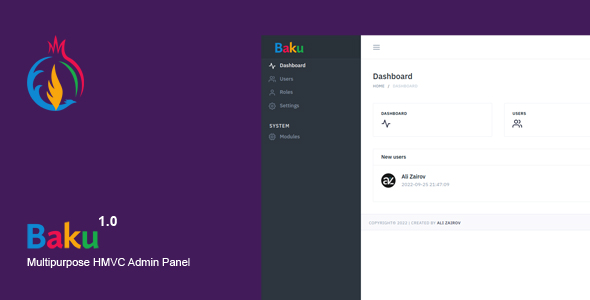 Baku 1.0
Multipurpose HMVC Admin Panel
Baku
Dashboard
Users
Roles
Settings
SYSTEM
Modules
Dashboard
HOME / DASHBOARD
DASHBOARD
USERS
New users
Ali Zairov
2022-09-25 21:47:09
COPYRIGHT© 2022 | CREATED BY ALI ZAIROV